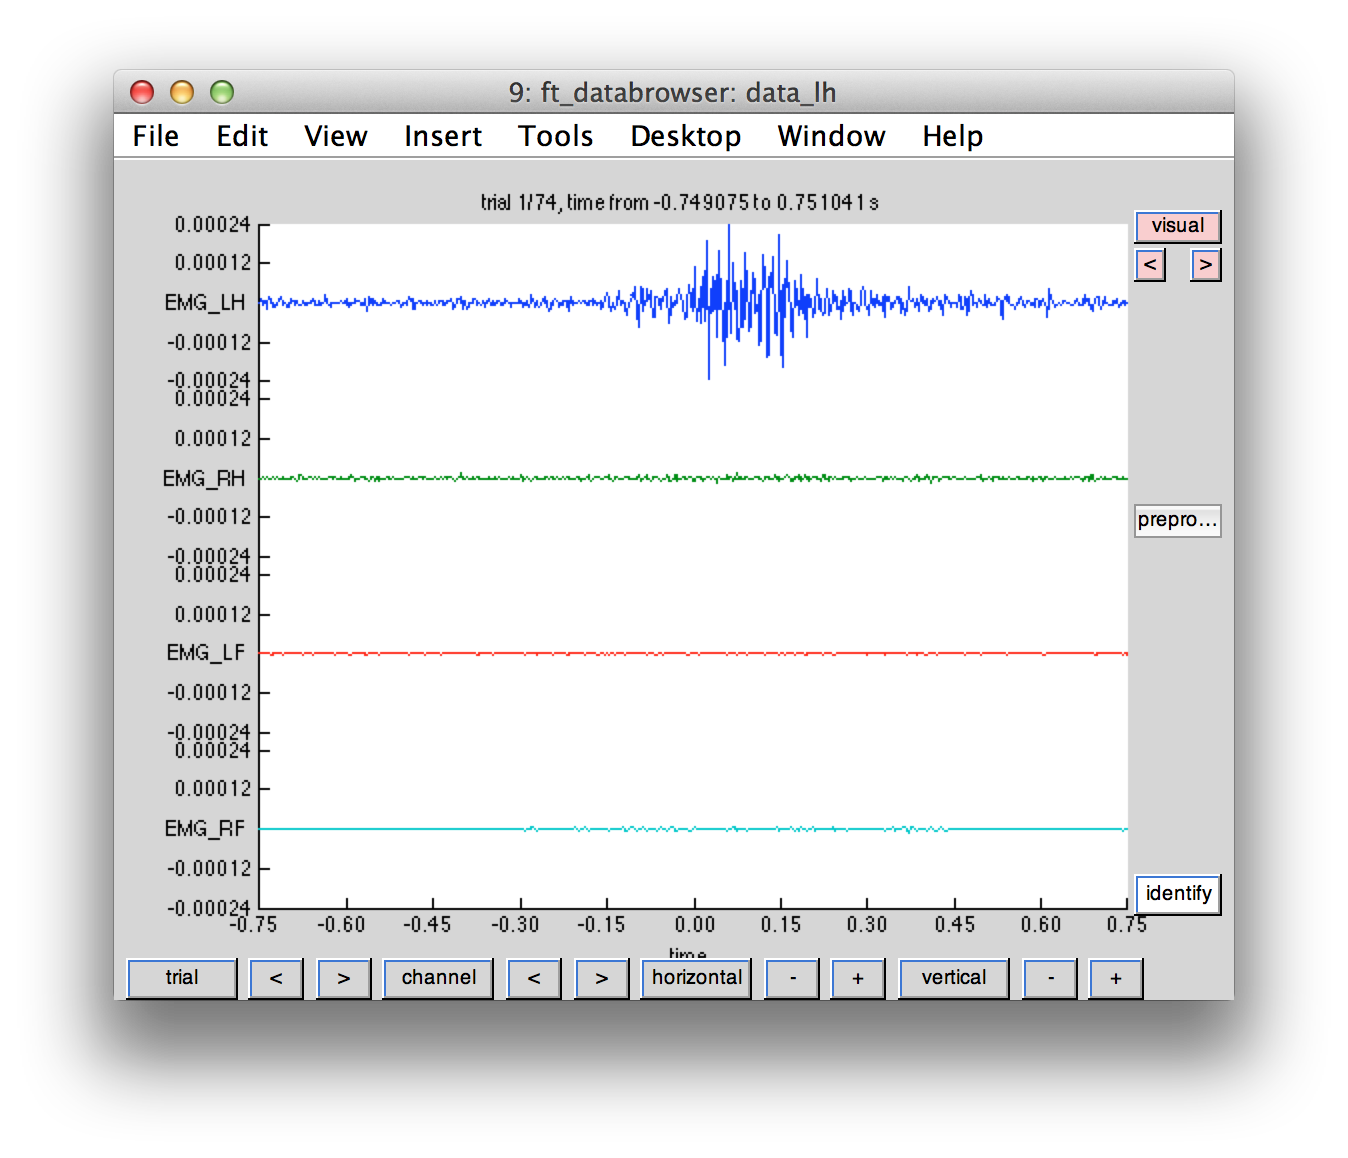 9: ft_databrowser: data_lh
File Edit View Insert Tools Desktop Window Help
trial 1/74, time from -0.749075 to 0.751041 s
visual
< >
0.00024
0.00012
EMG_LH
-0.00012
-0.00024
0.00024
0.00012
EMG_RH
-0.00012
-0.00024
0.00024
0.00012
EMG_LF
-0.00012
-0.00024
0.00024
0.00012
EMG_RF
-0.00012
-0.00024
prepro...
identify
-0.75 -0.60 -0.45 -0.30 -0.15 0.00 0.15 0.30 0.45 0.60 0.75
time
trial < > channel < > horizontal - + vertical - +